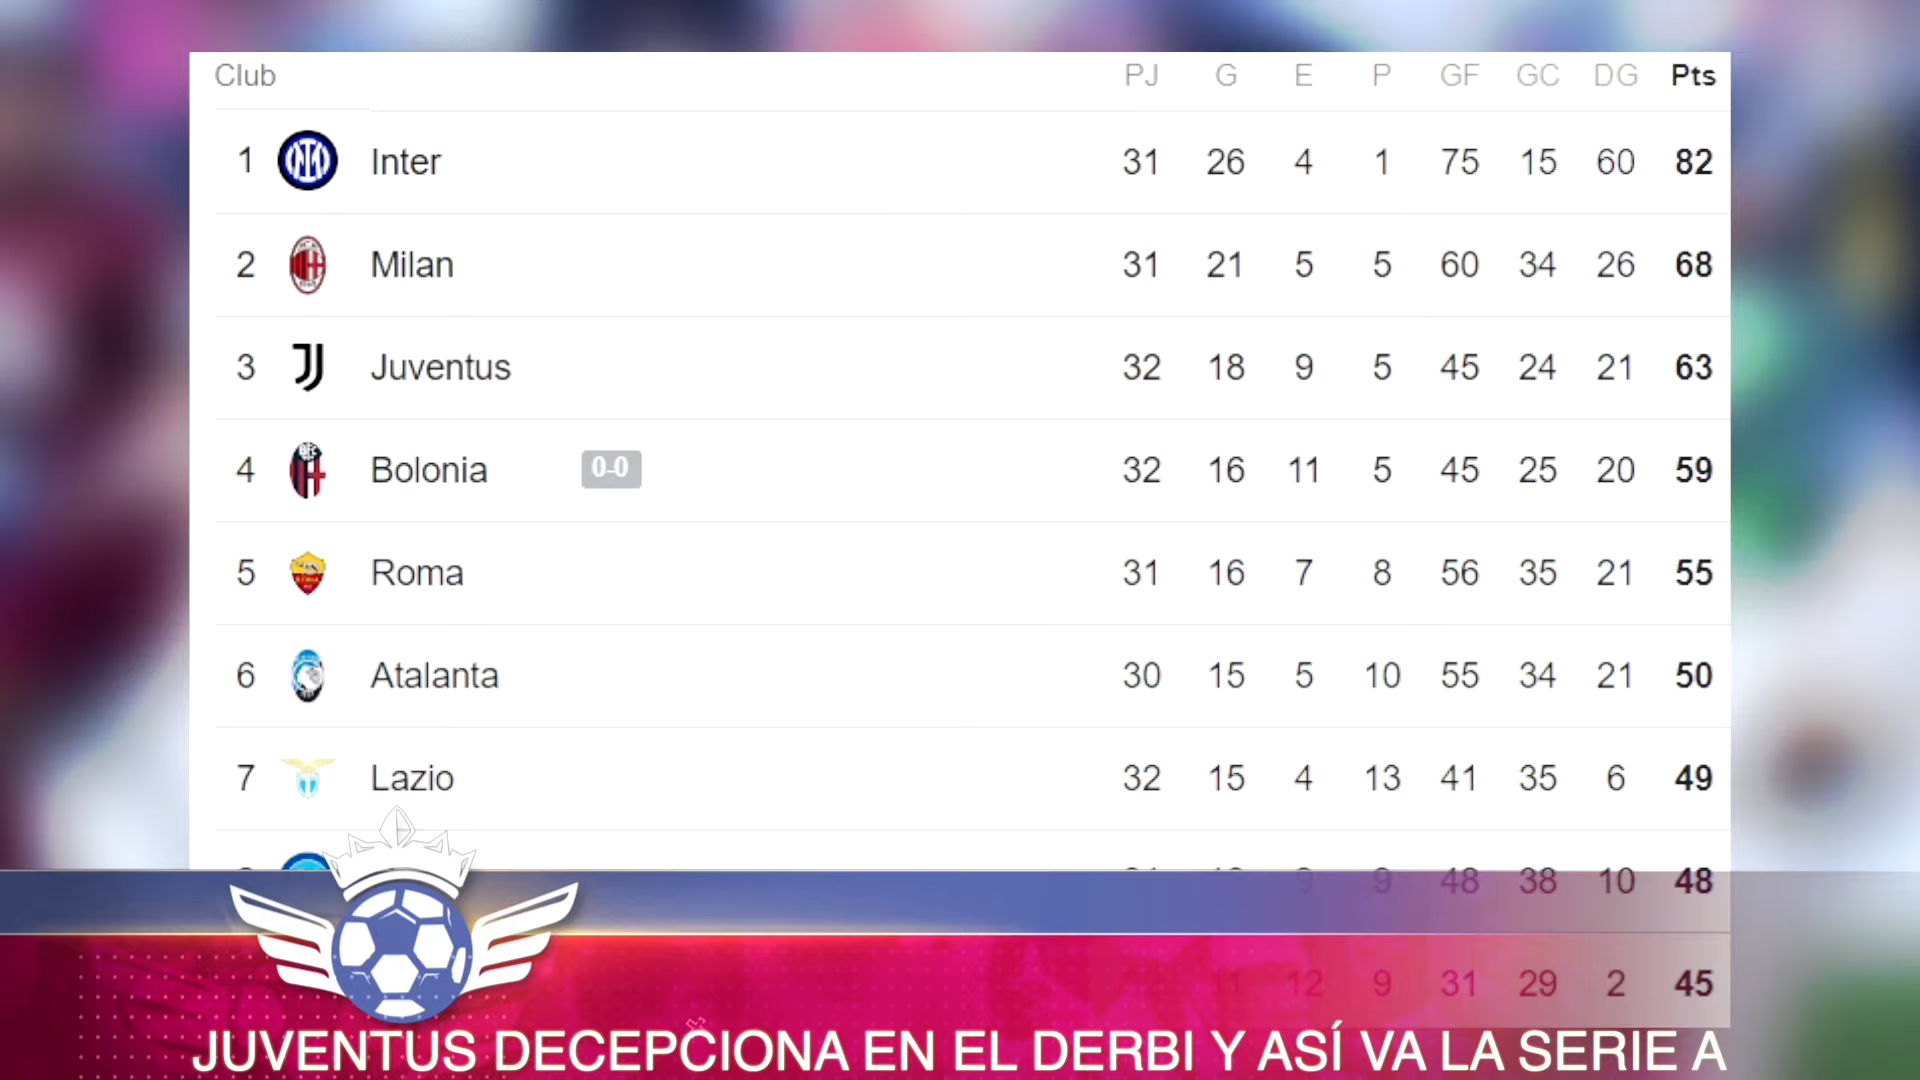 Club PJ G E P GF GC DG Pts
1 Inter 31 26 4 1 75 15 60 82
2 Milan 31 21 5 5 60 34 26 68
3 Juventus 32 18 9 5 45 24 21 63
4 Bolonia 0-0 32 16 11 5 45 25 20 59
5 Roma 31 16 7 8 56 35 21 55
6 Atalanta 30 15 5 10 55 34 21 50
7 Lazio 32 15 4 13 41 35 6 49
9 9 48 38 10 48
11 12 9 31 29 2 45
JUVENTUS DECEPCIONA EN EL DERBI Y ASÍ VA LA SERIE A